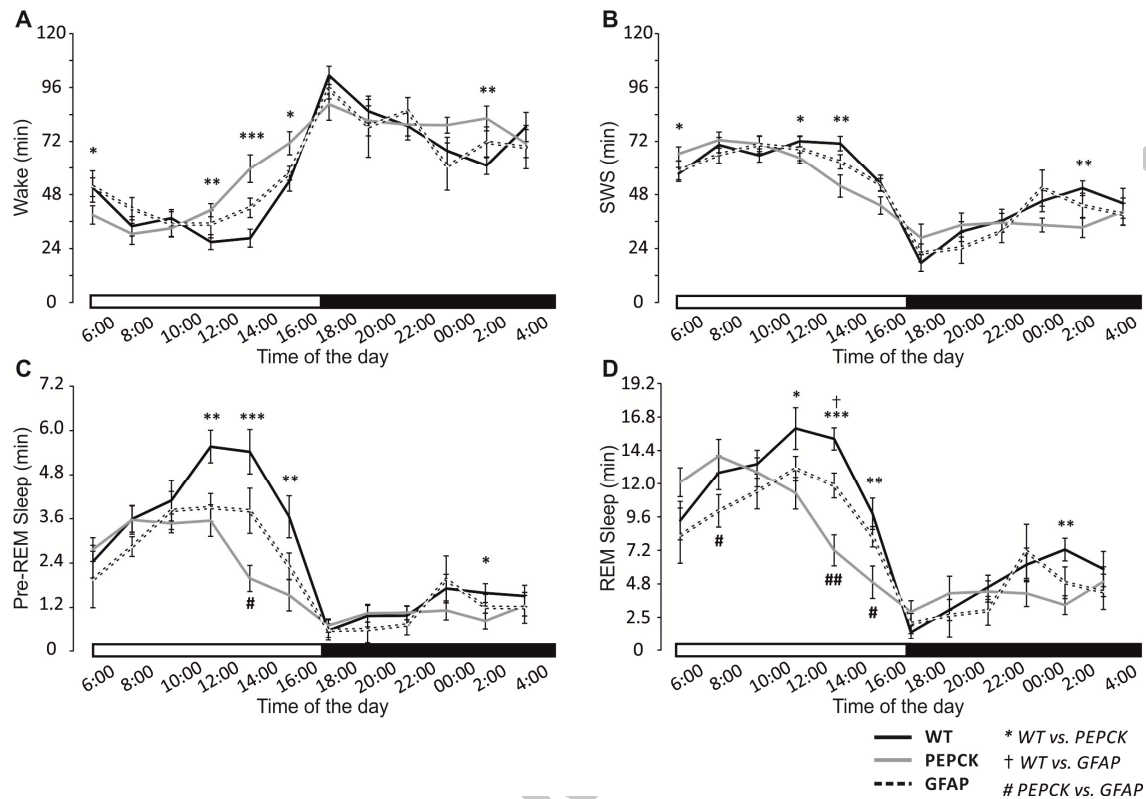 A
Wake (min)
120
96
72
48
24
0
*
**
***
*
**
6:00 8:00 10:00 12:00 14:00 16:00 18:00 20:00 22:00 00:00 2:00 4:00
Time of the day
B
SWS (min)
120
96
72
48
24
0
*
*
**
**
6:00 8:00 10:00 12:00 14:00 16:00 18:00 20:00 22:00 00:00 2:00 4:00
Time of the day
C
Pre-REM Sleep (min)
7.2
6.0
4.8
3.6
2.4
1.2
0
**
***
**
#
*
6:00 8:00 10:00 12:00 14:00 16:00 18:00 20:00 22:00 00:00 2:00 4:00
Time of the day
D
REM Sleep (min)
19.2
16.8
14.4
12.0
9.6
7.2
4.8
2.5
0
*
†
***
**
**
#
##
#
6:00 8:00 10:00 12:00 14:00 16:00 18:00 20:00 22:00 00:00 2:00 4:00
Time of the day
WT
PEPCK
GFAP
* WT vs. PEPCK
† WT vs. GFAP
# PEPCK vs. GFAP